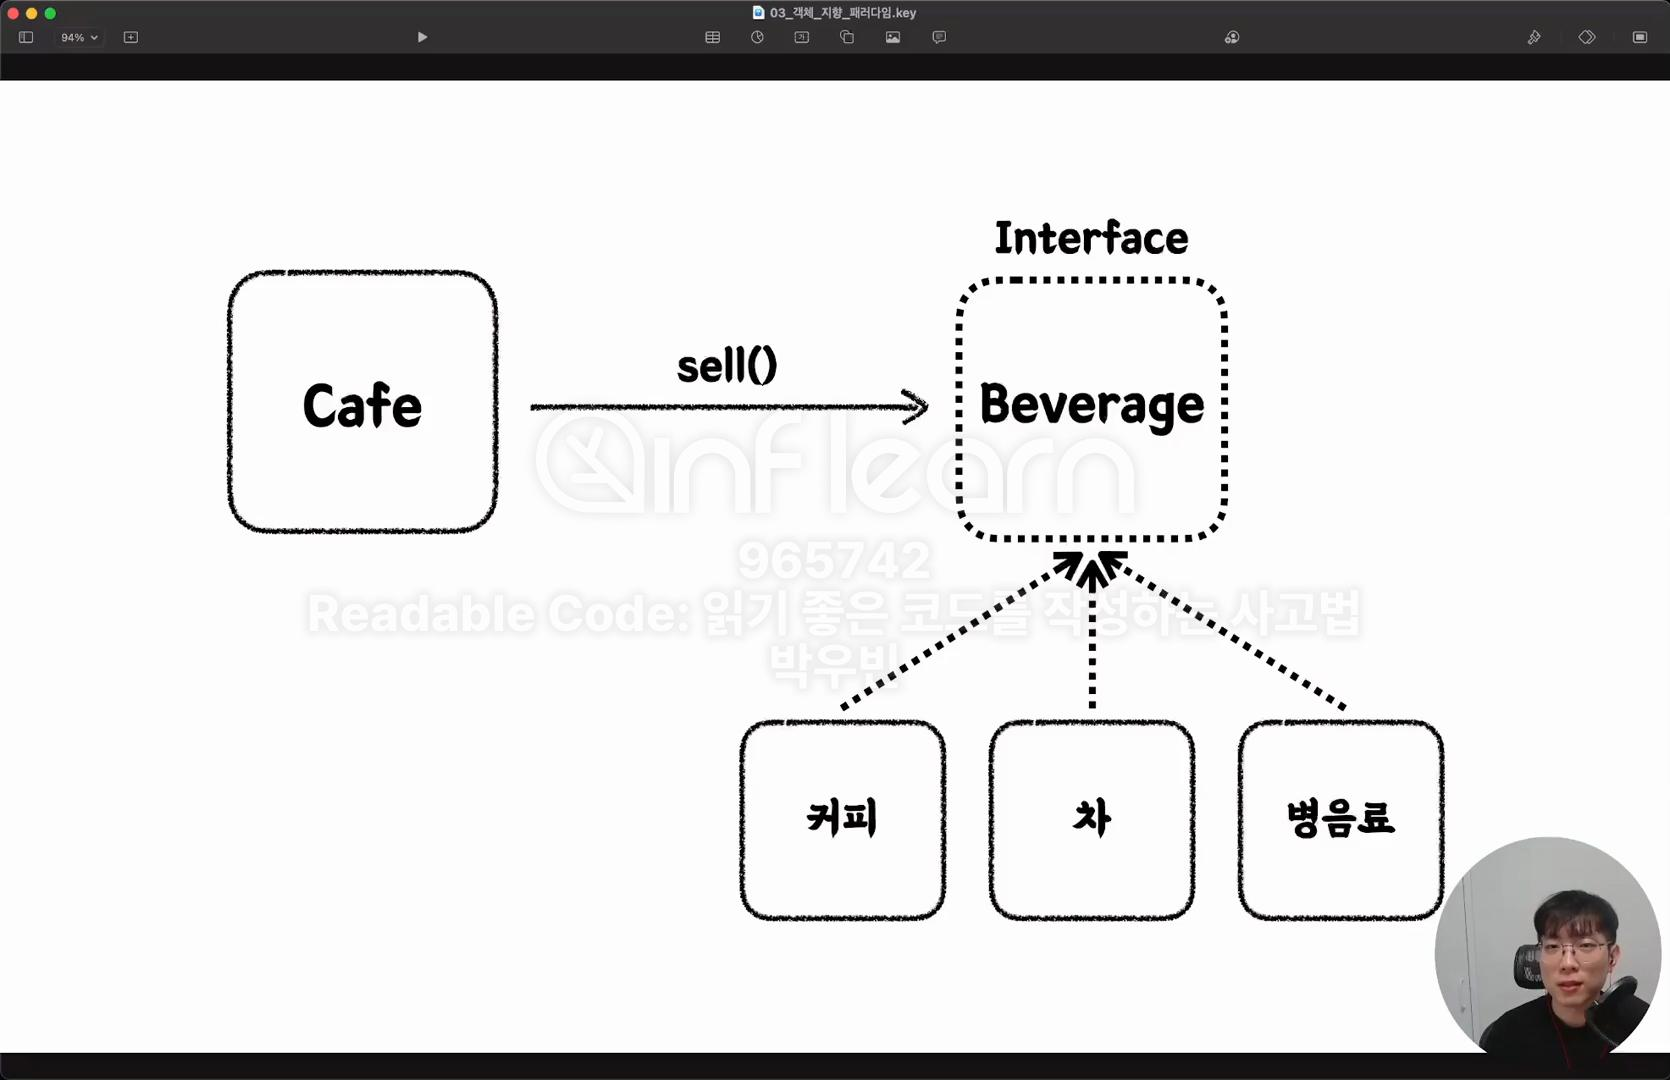 03_객체_지향_패러다임.key
94%
Interface
Cafe
sell()
Beverage
inflearn
965742
Readable Code: 읽기 좋은 코드를 작성하는 사고법
박우빈
커피
차
병음료